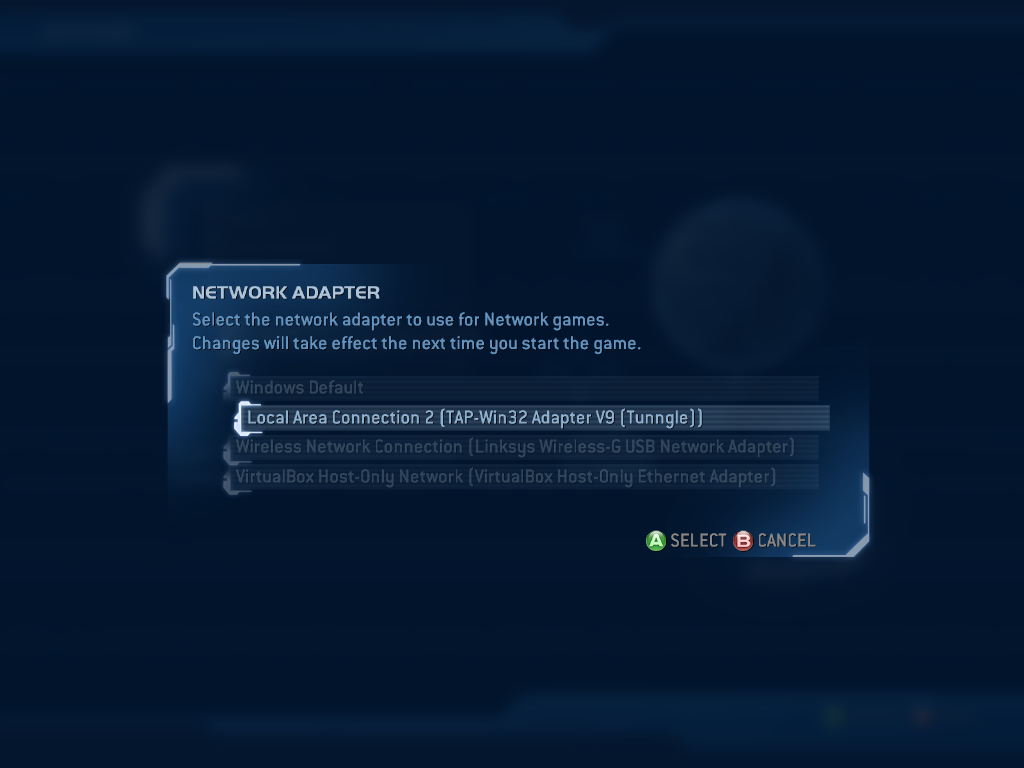 NETWORK ADAPTER
Select the network adapter to use for Network games.
Changes will take effect the next time you start the game.
Windows Default
Local Area Connection 2 (TAP-Win32 Adapter V9 (Tunngle))
Wireless Network Connection (Linksys Wireless-G USB Network Adapter)
VirtualBox Host-Only Network (VirtualBox Host-Only Ethernet Adapter)
A SELECT B CANCEL